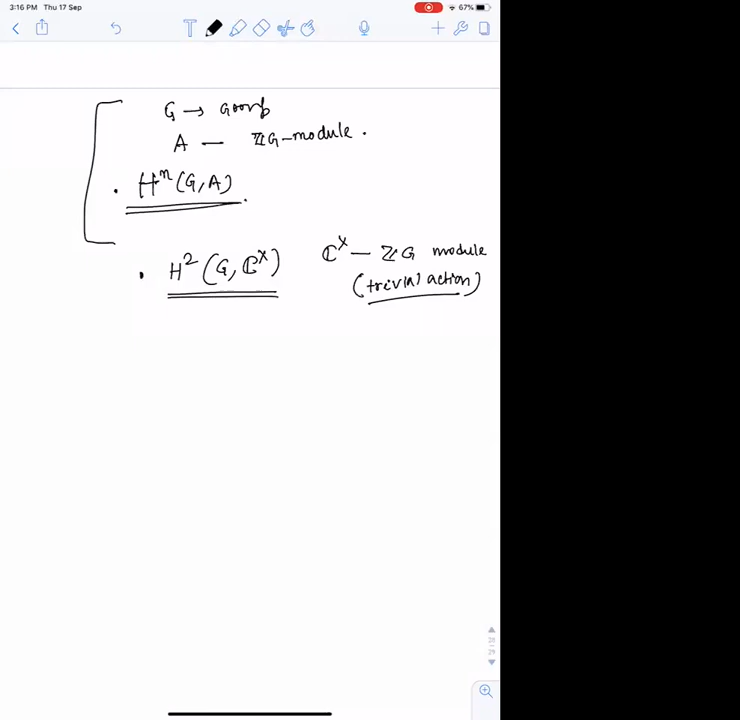 3:16 PM Thu 17 Sep
67%
G → Group
A — ℤG-module.
. Hⁿ(G, A).
. H²(G, ℂˣ) ℂˣ — ℤG module
(trivial action)